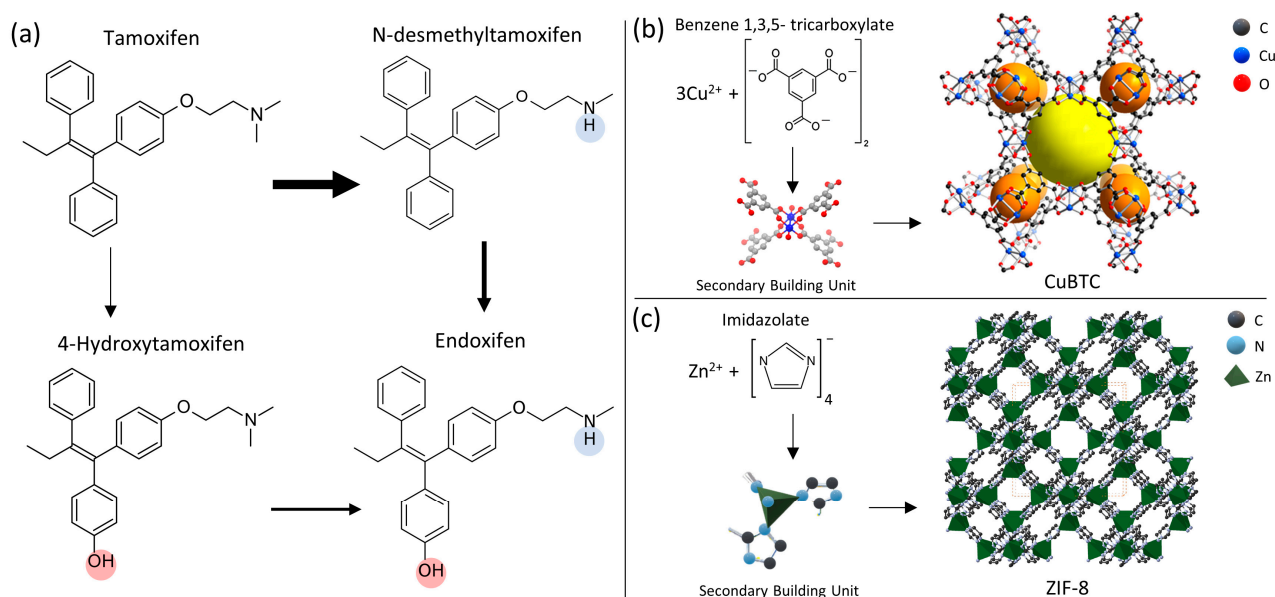 (a)
Tamoxifen
N-desmethyltamoxifen
O
N
O
N
H
4-Hydroxytamoxifen
Endoxifen
O
N
OH
O
N
H
OH
(b)
Benzene 1,3,5- tricarboxylate
3Cu²⁺ + [ ⁻O O O O⁻ O O⁻ ]₂
Secondary Building Unit
CuBTC
C
Cu
O
(c)
Imidazolate
Zn²⁺ + [ N N ]⁻₄
Secondary Building Unit
ZIF-8
C
N
Zn